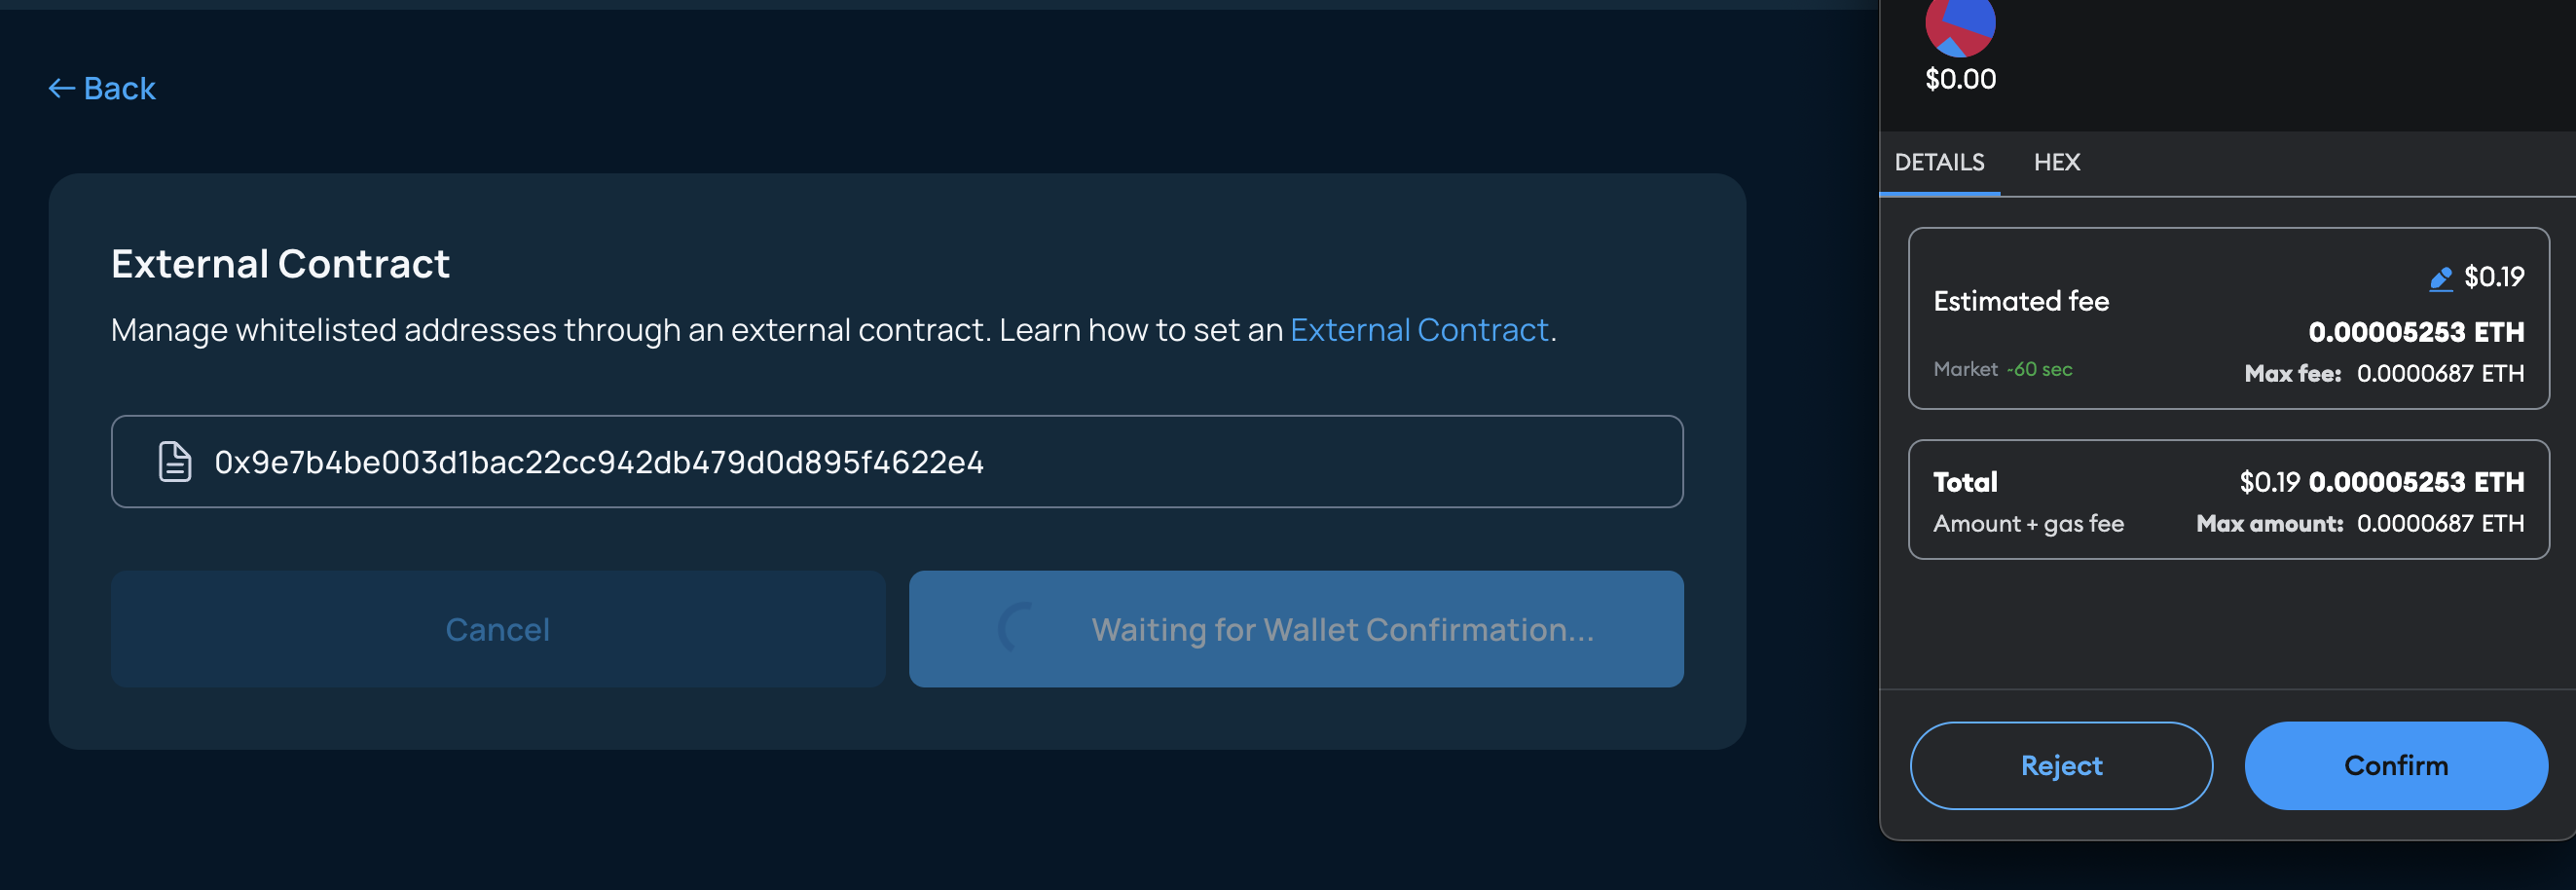 ← Back
External Contract
Manage whitelisted addresses through an external contract. Learn how to set an External Contract.
0x9e7b4be003d1bac22cc942db479d0d895f4622e4
Cancel
Waiting for Wallet Confirmation...
$0.00
DETAILS HEX
$0.19
Estimated fee
0.00005253 ETH
Market ~60 sec
Max fee: 0.0000687 ETH
Total $0.19 0.00005253 ETH
Amount + gas fee Max amount: 0.0000687 ETH
Reject Confirm